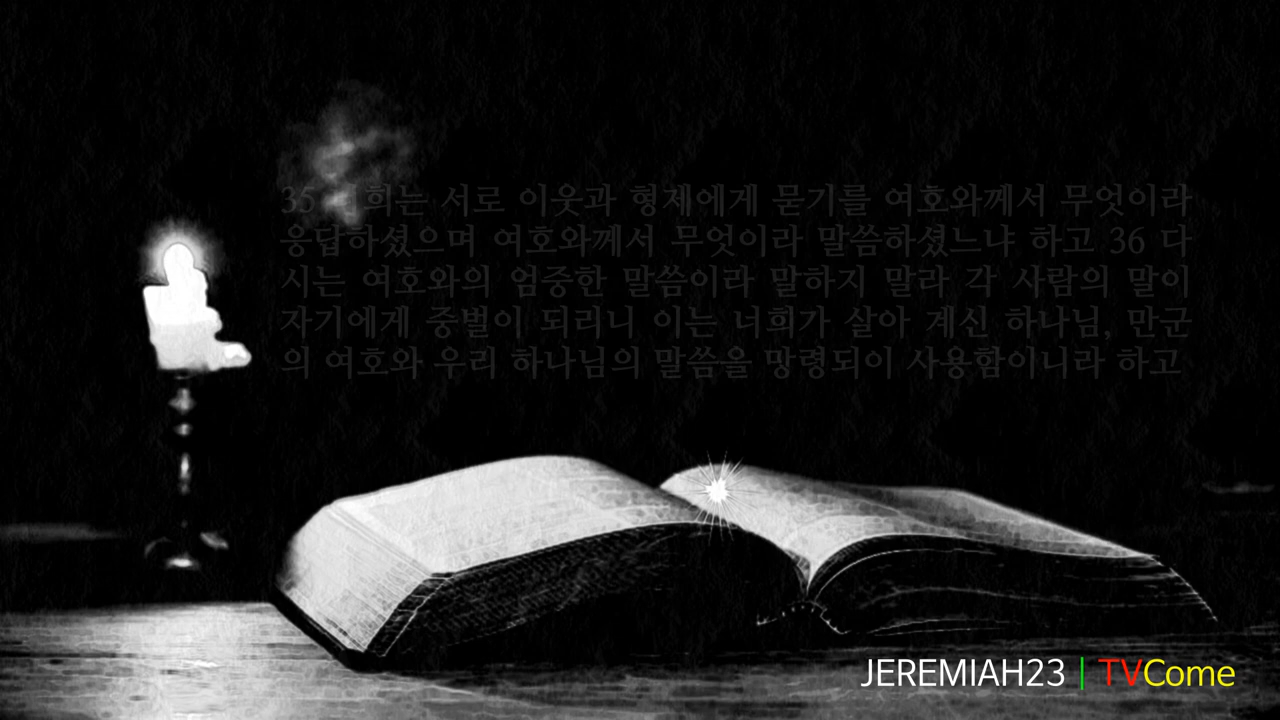 35 너희는 서로 이웃과 형제에게 묻기를 여호와께서 무엇이라
응답하셨으며 여호와께서 무엇이라 말씀하셨느냐 하고 36 다
시는 여호와의 엄중한 말씀이라 말하지 말라 각 사람의 말이
자기에게 중벌이 되리니 이는 너희가 살아 계신 하나님, 만군
의 여호와 우리 하나님의 말씀을 망령되이 사용함이니라 하고
JEREMIAH23 | TVCome